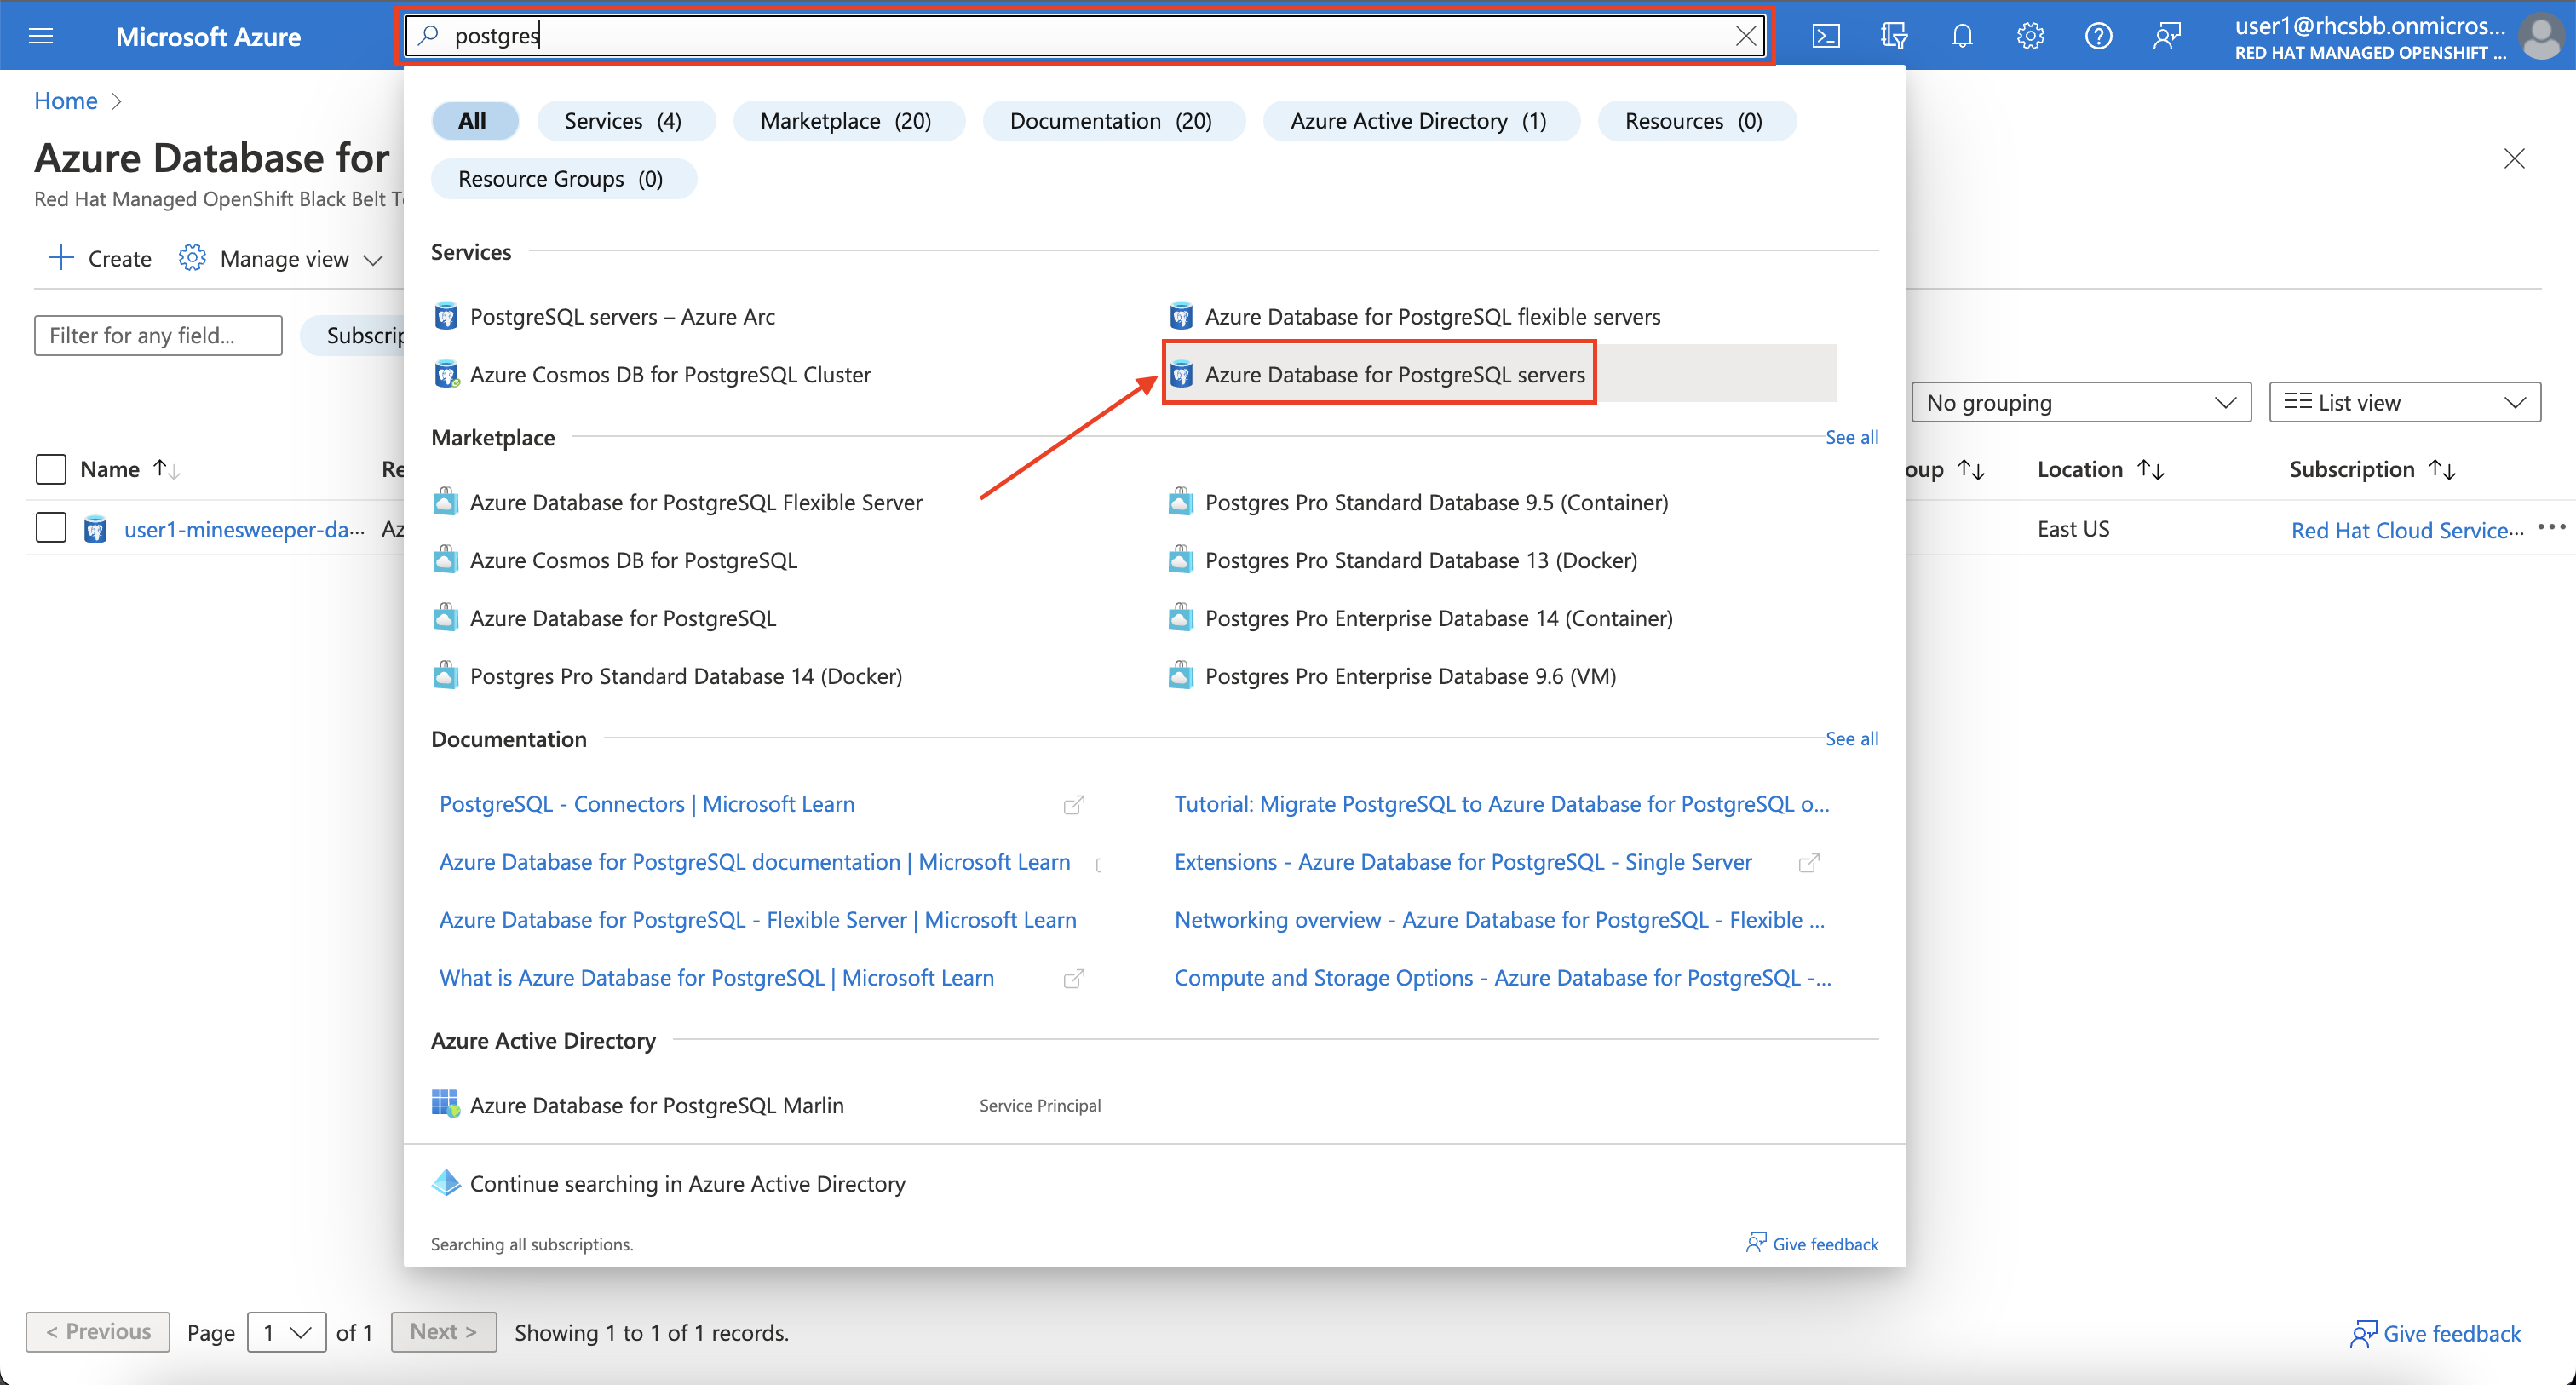 Microsoft Azure
postgres
user1@rhcsbb.onmicros...
RED HAT MANAGED OPENSHIFT ...
Home
Azure Database for
Red Hat Managed OpenShift Black Belt
Create
Manage view
Filter for any field...
Name
user1-minesweeper-da...
All
Services (4)
Marketplace (20)
Documentation (20)
Azure Active Directory (1)
Resources (0)
Resource Groups (0)
Services
PostgreSQL servers – Azure Arc
Azure Database for PostgreSQL flexible servers
Azure Cosmos DB for PostgreSQL Cluster
Azure Database for PostgreSQL servers
Marketplace
See all
Azure Database for PostgreSQL Flexible Server
Postgres Pro Standard Database 9.5 (Container)
Azure Cosmos DB for PostgreSQL
Postgres Pro Standard Database 13 (Docker)
Azure Database for PostgreSQL
Postgres Pro Enterprise Database 14 (Container)
Postgres Pro Standard Database 14 (Docker)
Postgres Pro Enterprise Database 9.6 (VM)
Documentation
See all
PostgreSQL - Connectors | Microsoft Learn
Tutorial: Migrate PostgreSQL to Azure Database for PostgreSQL o...
Azure Database for PostgreSQL documentation | Microsoft Learn
Extensions - Azure Database for PostgreSQL - Single Server
Azure Database for PostgreSQL - Flexible Server | Microsoft Learn
Networking overview - Azure Database for PostgreSQL - Flexible ...
What is Azure Database for PostgreSQL | Microsoft Learn
Compute and Storage Options - Azure Database for PostgreSQL -...
Azure Active Directory
Azure Database for PostgreSQL Marlin
Service Principal
Continue searching in Azure Active Directory
Searching all subscriptions.
Give feedback
No grouping
List view
Location
Subscription
East US
Red Hat Cloud Service...
< Previous
Page
1
of 1
Next >
Showing 1 to 1 of 1 records.
Give feedback